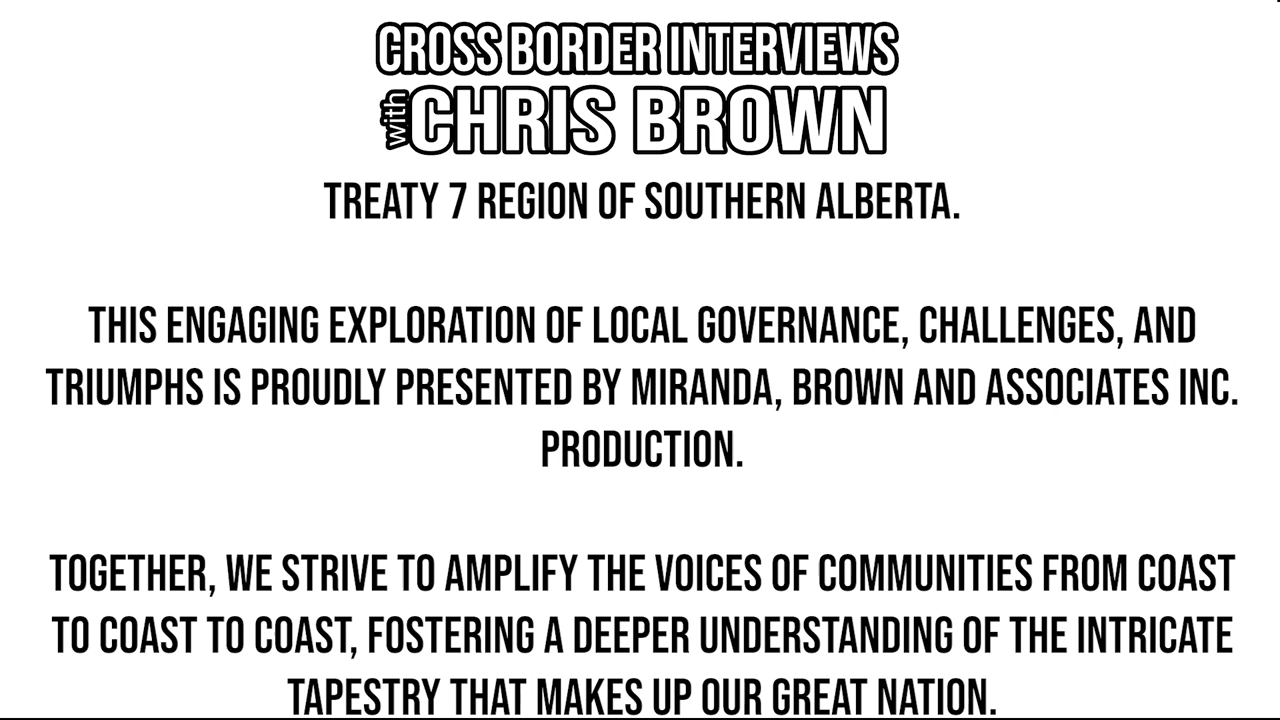 CROSS BORDER INTERVIEWS
with CHRIS BROWN
TREATY 7 REGION OF SOUTHERN ALBERTA.
THIS ENGAGING EXPLORATION OF LOCAL GOVERNANCE, CHALLENGES, AND
TRIUMPHS IS PROUDLY PRESENTED BY MIRANDA, BROWN AND ASSOCIATES INC.
PRODUCTION.
TOGETHER, WE STRIVE TO AMPLIFY THE VOICES OF COMMUNITIES FROM COAST
TO COAST TO COAST, FOSTERING A DEEPER UNDERSTANDING OF THE INTRICATE
TAPESTRY THAT MAKES UP OUR GREAT NATION.